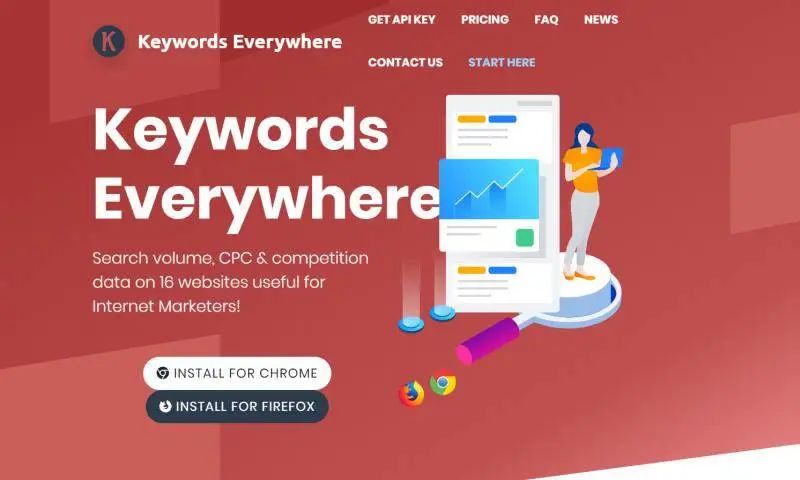 K
Keywords Everywhere
GET API KEY PRICING FAQ NEWS
CONTACT US START HERE
Keywords
Everywhere
Search volume, CPC & competition
data on 16 websites useful for
Internet Marketers!
INSTALL FOR CHROME
INSTALL FOR FIREFOX